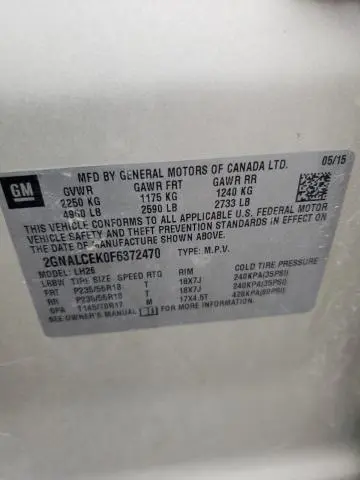 GM
MFD BY GENERAL MOTORS OF CANADA LTD. 05/15
GVWR GAWR FRT GAWR RR
2250 KG 1175 KG 1240 KG
4960 LB 2590 LB 2733 LB
THIS VEHICLE CONFORMS TO ALL APPLICABLE U.S. FEDERAL MOTOR
VEHICLE SAFETY AND THEFT PREVENTION STANDARDS IN EFFECT ON
THE DATE OF MANUFACTURE SHOWN ABOVE.
2GNALCEK0F6372470 TYPE: M.P.V.
MODEL: LH26
TIRE SIZE SPEED RTG RIM COLD TIRE PRESSURE
FRT P235/55R18 T 18X7J 240KPA(35PSI)
RR P235/55R18 T 18X7J 240KPA(35PSI)
SPA T145/70R17 M 17X4.5T 420KPA(60PSI)
SEE OWNER'S MANUAL FOR MORE INFORMATION.